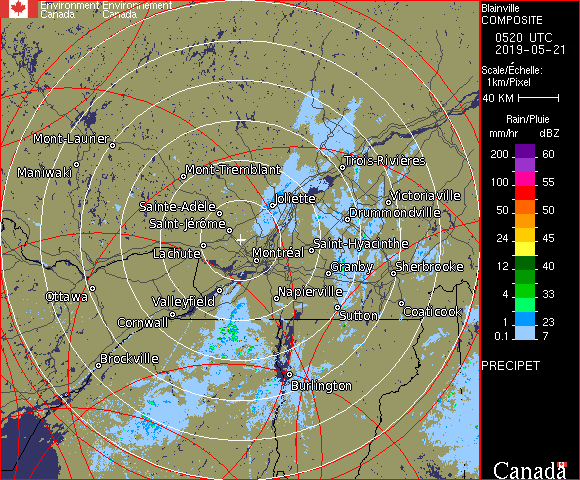 Environment Environnement
Canada Canada
Blainville
COMPOSITE
0520 UTC
2019-05-21
Scale/Échelle:
1km/Pixel
40 KM
Rain/Pluie
mm/hr dBZ
200 60
100 55
50 50
24 45
12 40
4 33
1 23
0.1 7
PRECIPET
Mont-Laurier
Maniwaki
Mont-Tremblant
Trois-Rivières
Joliette
Victoriaville
Sainte-Adèle
Drummondville
Saint-Jérôme
Saint-Hyacinthe
Lachute
Montréal
Granby
Sherbrooke
Ottawa
Valleyfield
Napierville
Coaticook
Cornwall
Sutton
Brockville
Burlington
Canada